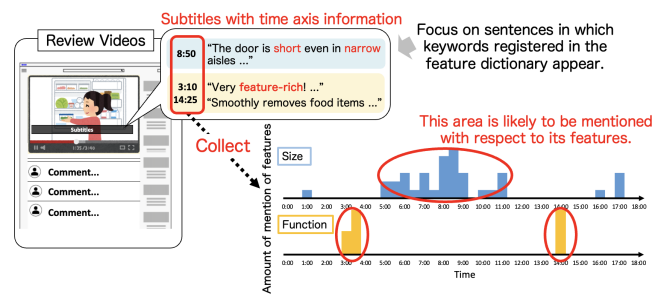 Subtitles with time axis information
Review Videos
8:50 "The door is short even in narrow
aisles ..."
3:10 "Very feature-rich! ..."
14:25 "Smoothly removes food items ..."
Focus on sentences in which
keywords registered in the
feature dictionary appear.
Subtitles
Comment...
Comment...
Comment...
Collect
This area is likely to be mentioned
with respect to its features.
Amount of mention of features
Size
0:00 1:00 2:00 3:00 4:00 5:00 6:00 7:00 8:00 9:00 10:00 11:00 12:00 13:00 14:00 15:00 16:00 17:00 18:00
Function
0:00 1:00 2:00 3:00 4:00 5:00 6:00 7:00 8:00 9:00 10:00 11:00 12:00 13:00 14:00 15:00 16:00 17:00 18:00
Time